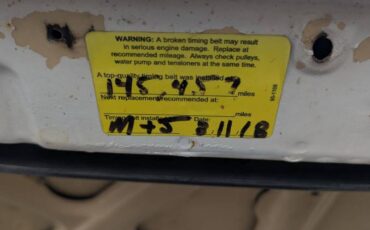 WARNING: A broken timing belt may result
in serious engine damage. Replace at
recommended mileage. Always check pulleys,
water pump and tensioners at the same time.
A top-quality timing belt was installed
145,457 miles
Next replacement recommended at:
miles
Timing belt installed Date:
M+S 8 11 18